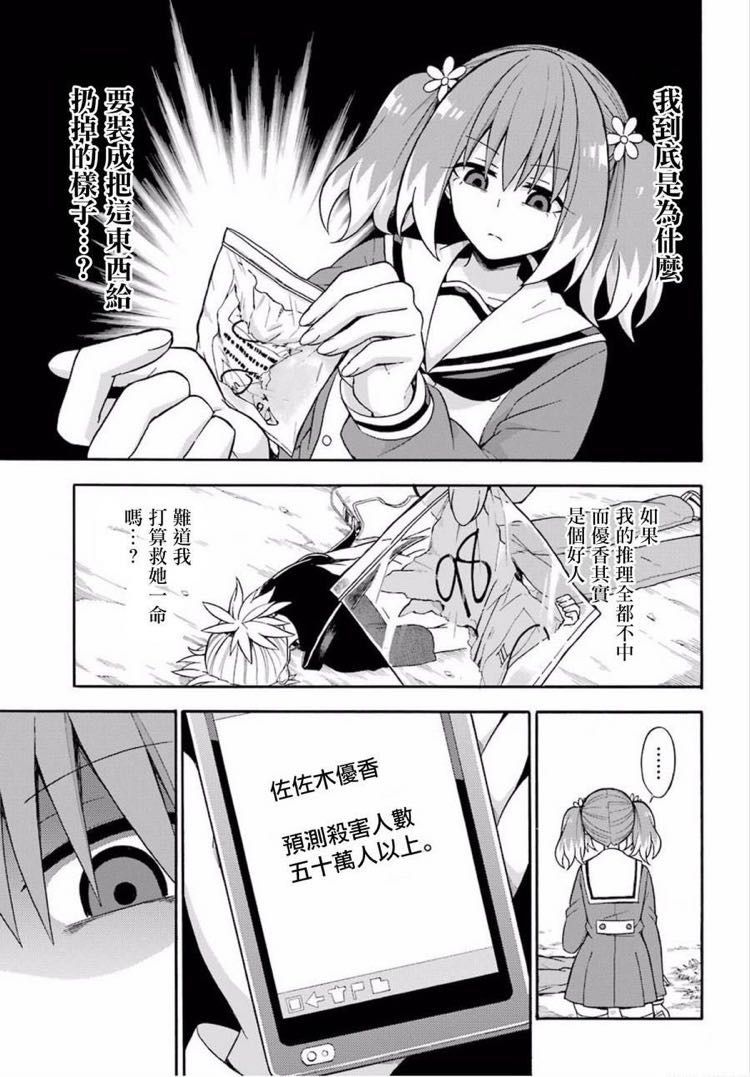 我到底是為什麼
要裝成把這東西給
扔掉的樣子…?
如果
我的推理全都不中
而優香其實
是個好人
難道我
打算救她一命
嗎…?
98
……
佐佐木優香
預測殺害人數
五十萬人以上。